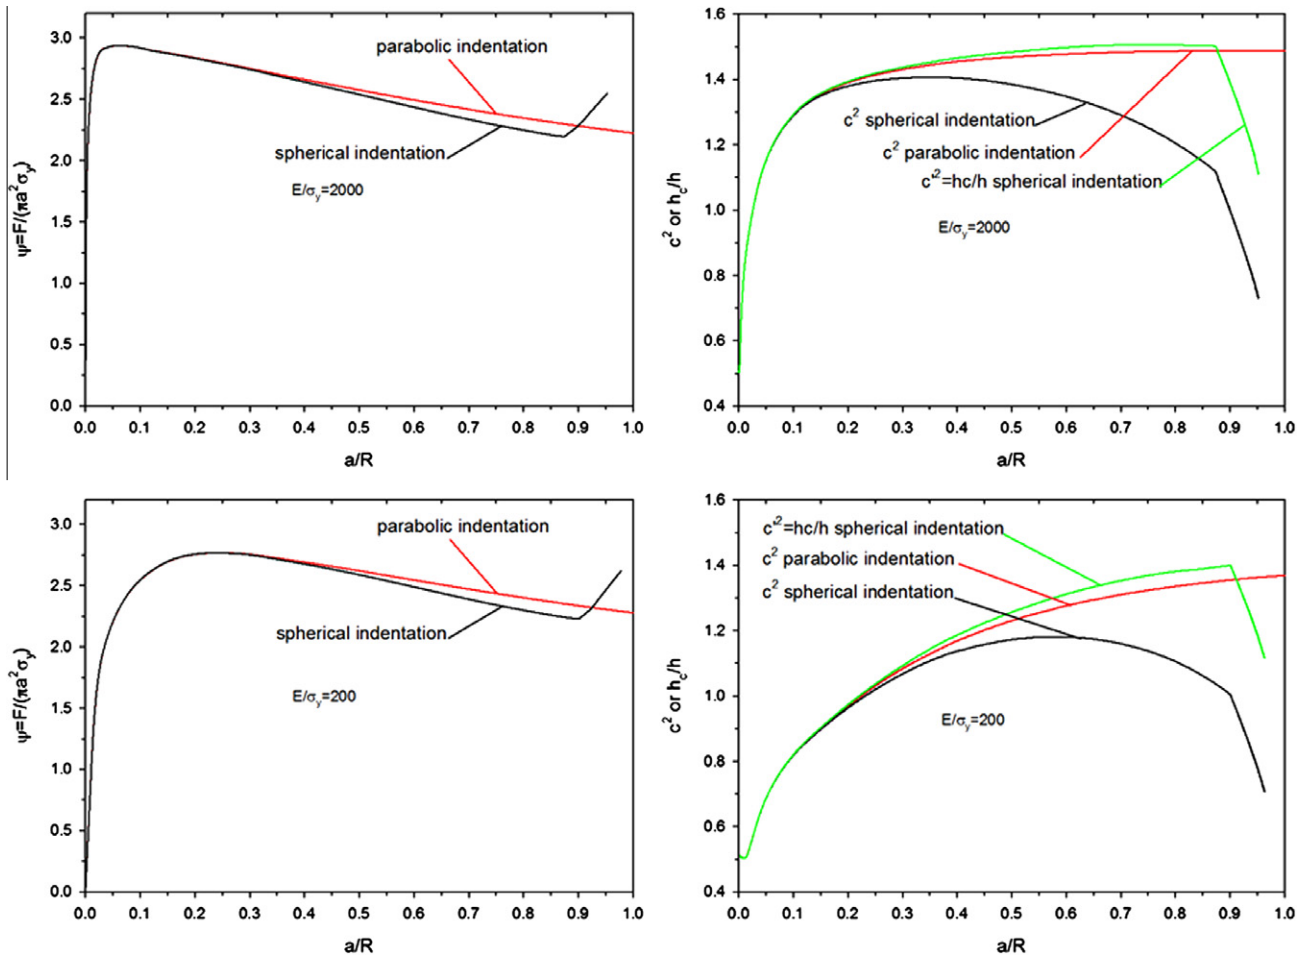 3.0
2.5
2.0
1.5
1.0
0.5
0.0
ψ=F/(πa²σy)
parabolic indentation
spherical indentation
E/σy=2000
0.0 0.1 0.2 0.3 0.4 0.5 0.6 0.7 0.8 0.9 1.0
a/R
1.6
1.4
1.2
1.0
0.8
0.6
0.4
c² or hc/h
c² spherical indentation
c² parabolic indentation
c'²=hc/h spherical indentation
E/σy=2000
0.0 0.1 0.2 0.3 0.4 0.5 0.6 0.7 0.8 0.9 1.0
a/R
3.0
2.5
2.0
1.5
1.0
0.5
0.0
ψ=F/(πa²σy)
parabolic indentation
spherical indentation
E/σy=200
0.0 0.1 0.2 0.3 0.4 0.5 0.6 0.7 0.8 0.9 1.0
a/R
1.6
1.4
1.2
1.0
0.8
0.6
0.4
c² or hc/h
c'²=hc/h spherical indentation
c² parabolic indentation
c² spherical indentation
E/σy=200
0.0 0.1 0.2 0.3 0.4 0.5 0.6 0.7 0.8 0.9 1.0
a/R